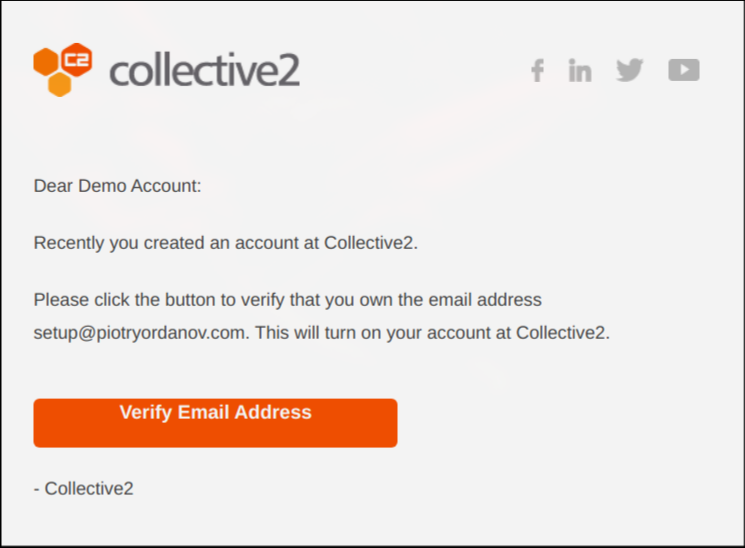 C2 collective2
Dear Demo Account:
Recently you created an account at Collective2.
Please click the button to verify that you own the email address
setup@piotryordanov.com. This will turn on your account at Collective2.
Verify Email Address
- Collective2